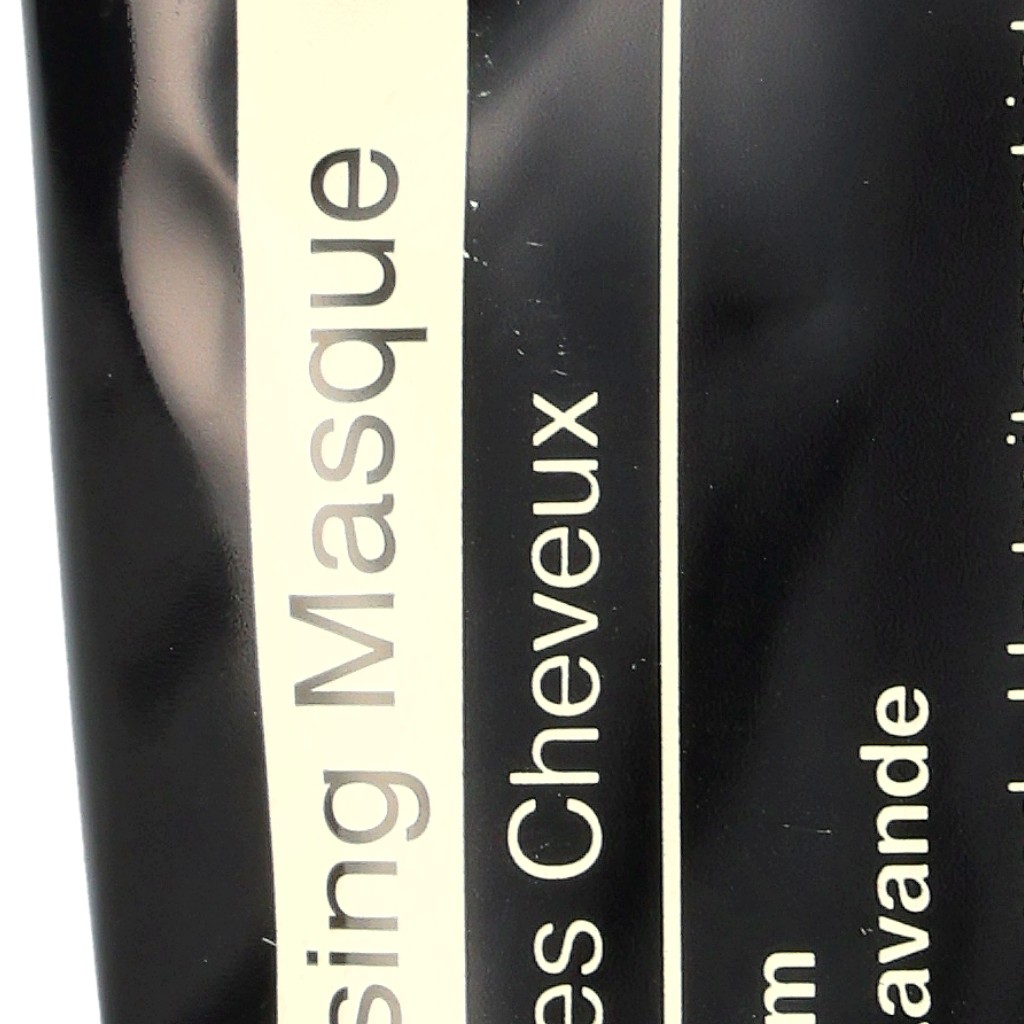 sing Masque
es Cheveux
m
avande